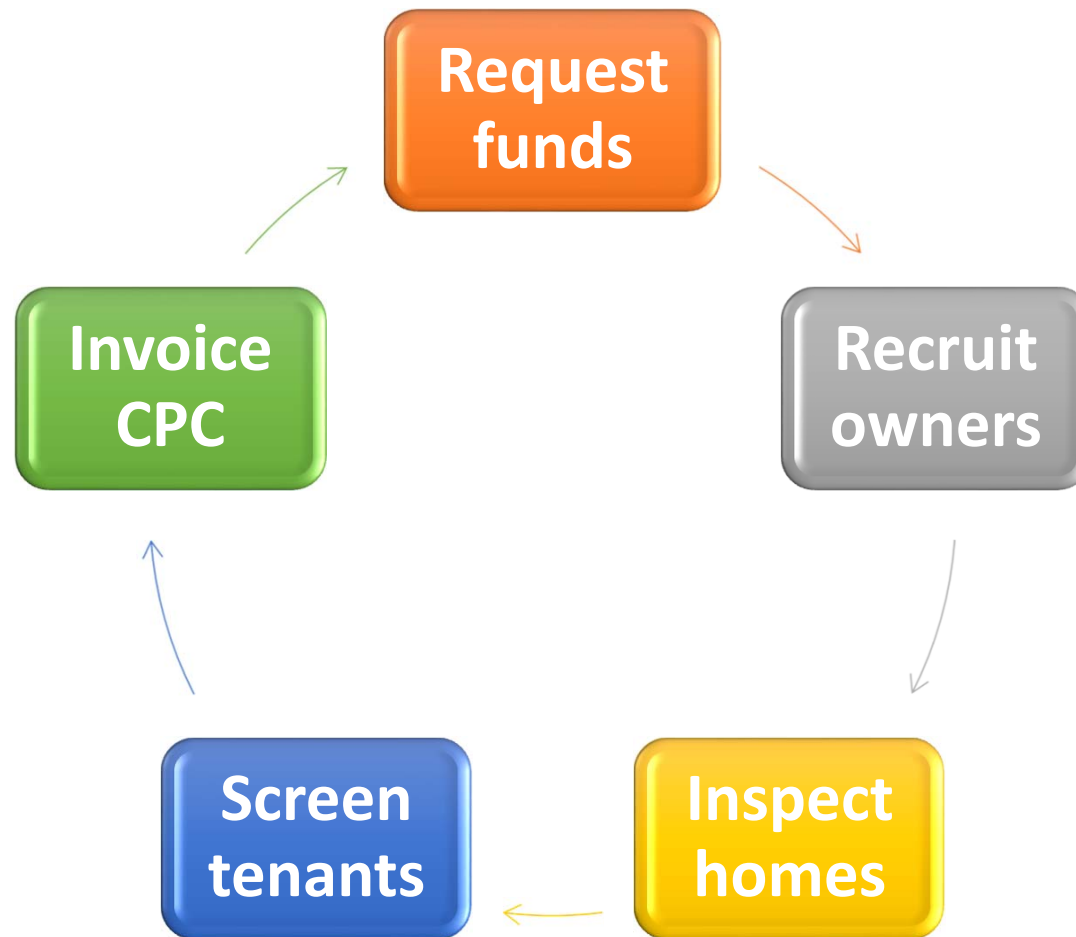 Request
funds
Recruit
owners
Inspect
homes
Screen
tenants
Invoice
CPC